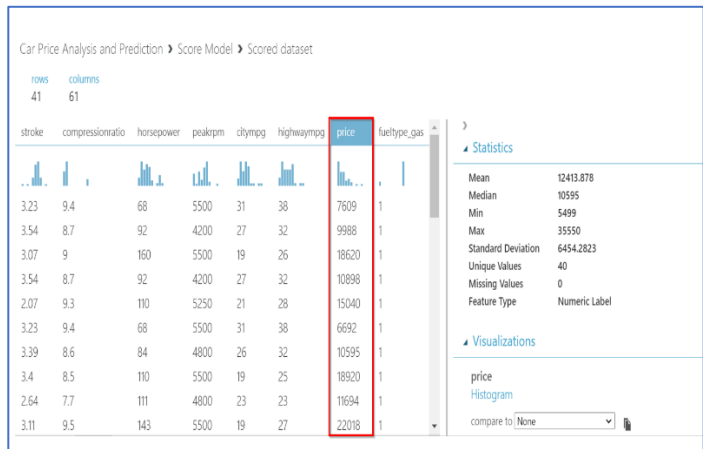 Car Price Analysis and Prediction > Score Model > Scored dataset
rows columns
41 61
stroke compressionratio horsepower peakrpm citympg highwaympg price fueltype_gas
3.23 9.4 68 5500 31 38 7609 1
3.54 8.7 92 4200 27 32 9988 1
3.07 9 160 5500 19 26 18620 1
3.54 8.7 92 4200 27 32 10898 1
2.07 9.3 110 5250 21 28 15040 1
3.23 9.4 68 5500 31 38 6692 1
3.39 8.6 84 4800 26 32 10595 1
3.4 8.5 110 5500 19 25 18920 1
2.64 7.7 111 4800 23 23 11694 1
3.11 9.5 143 5500 19 27 22018 1
Statistics
Mean 12413.878
Median 10595
Min 5499
Max 35550
Standard Deviation 6454.2823
Unique Values 40
Missing Values 0
Feature Type Numeric Label
Visualizations
price
Histogram
compare to None